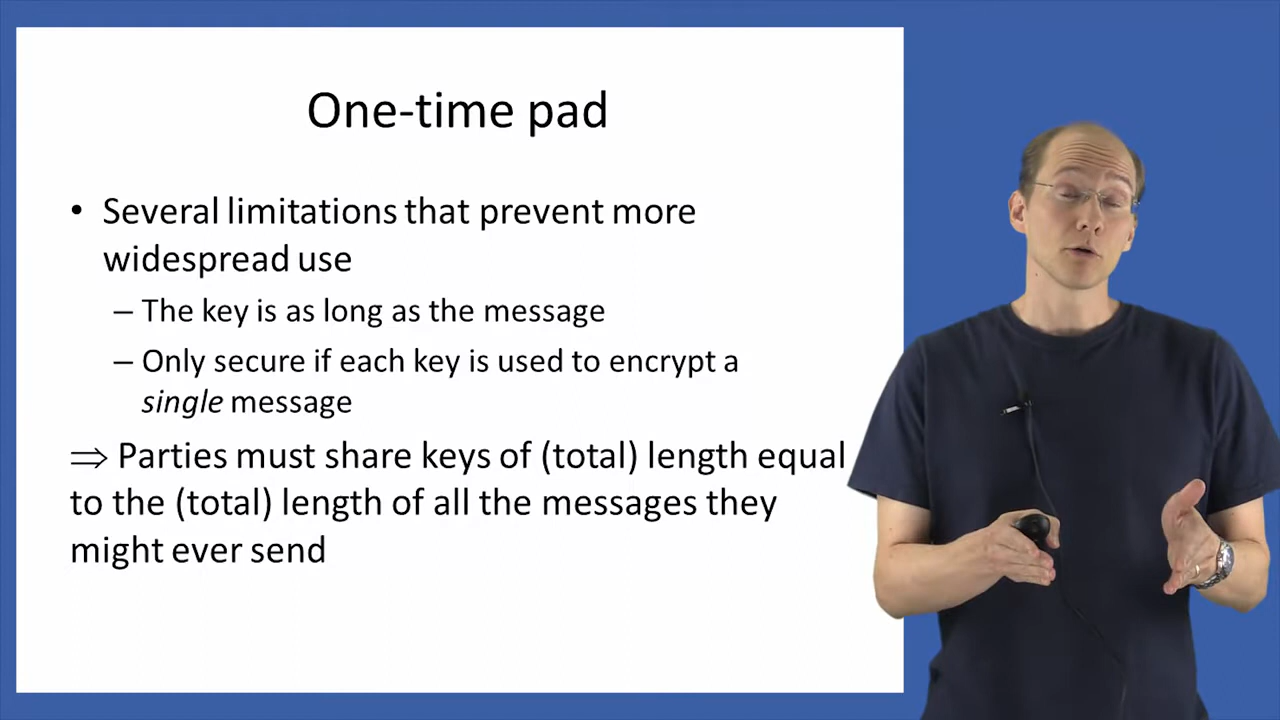 One-time pad
• Several limitations that prevent more
widespread use
– The key is as long as the message
– Only secure if each key is used to encrypt a
single message
⇒ Parties must share keys of (total) length equal
to the (total) length of all the messages they
might ever send